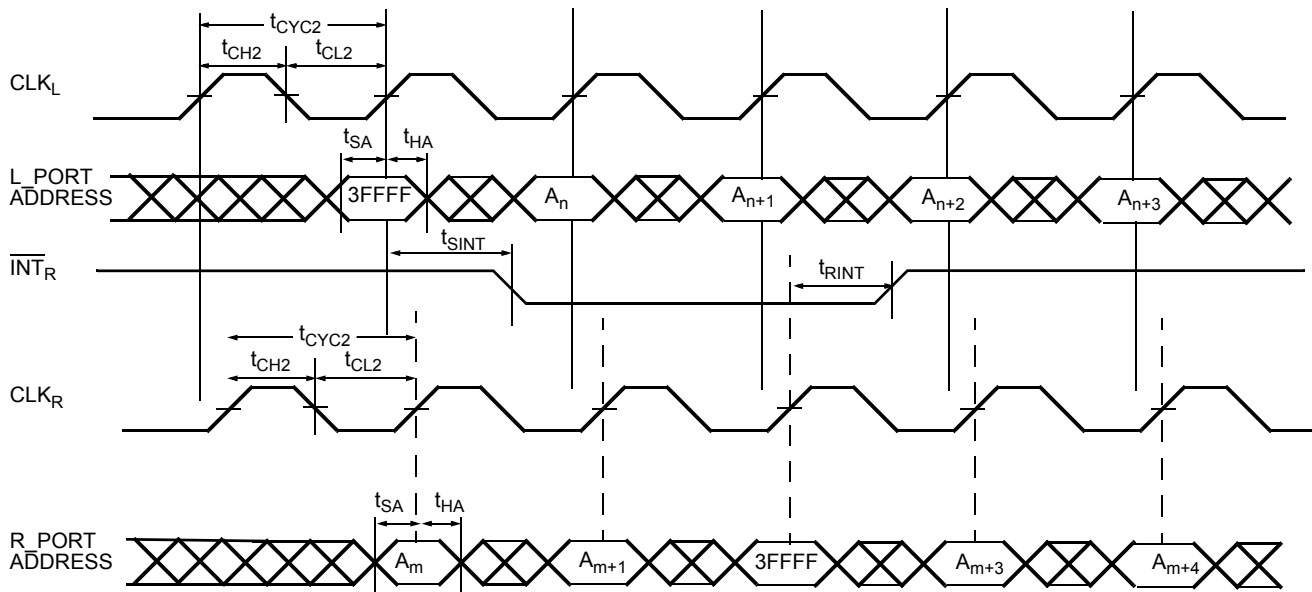 tCYC2
tCH2 tCL2
CLKL
tSA tHA
L_PORT
ADDRESS
3FFFF An An+1 An+2 An+3
tSINT
INTR
tRINT
tCYC2
tCH2 tCL2
CLKR
tSA tHA
R_PORT
ADDRESS
Am Am+1 3FFFF Am+3 Am+4